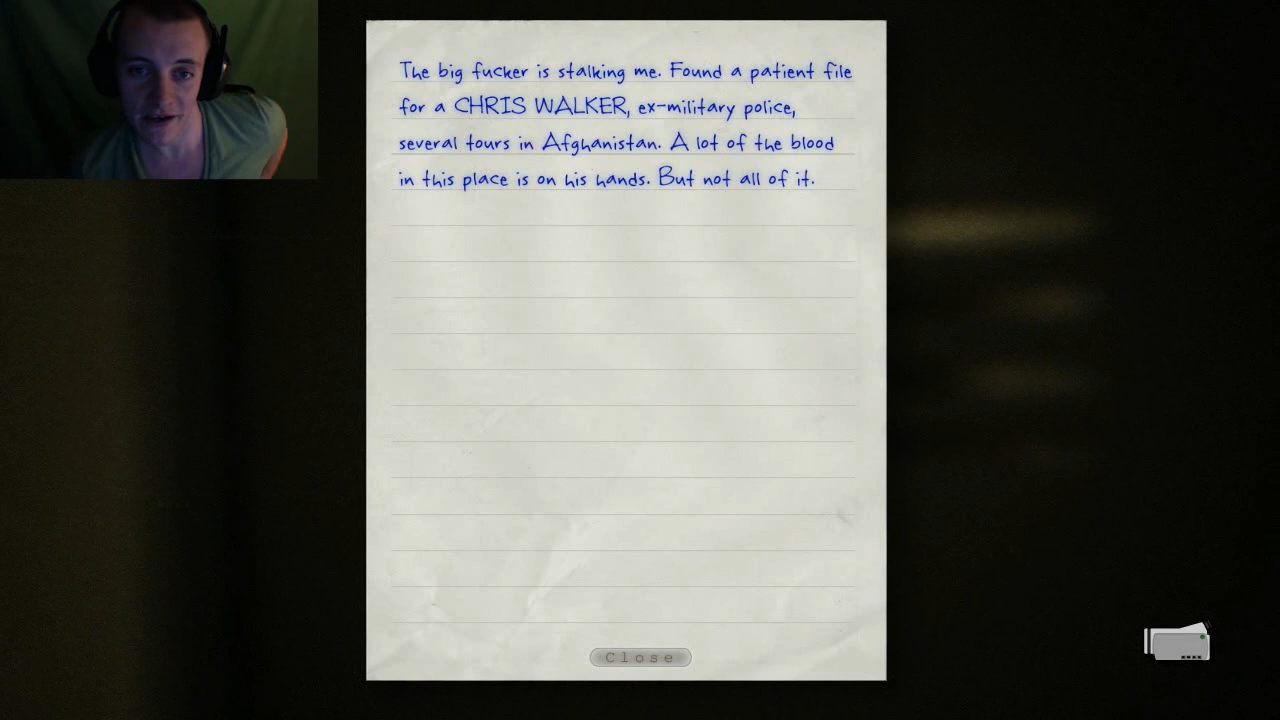 The big fucker is stalking me. Found a patient file
for a CHRIS WALKER, ex-military police,
several tours in Afghanistan. A lot of the blood
in this place is on his hands. But not all of it.
Close